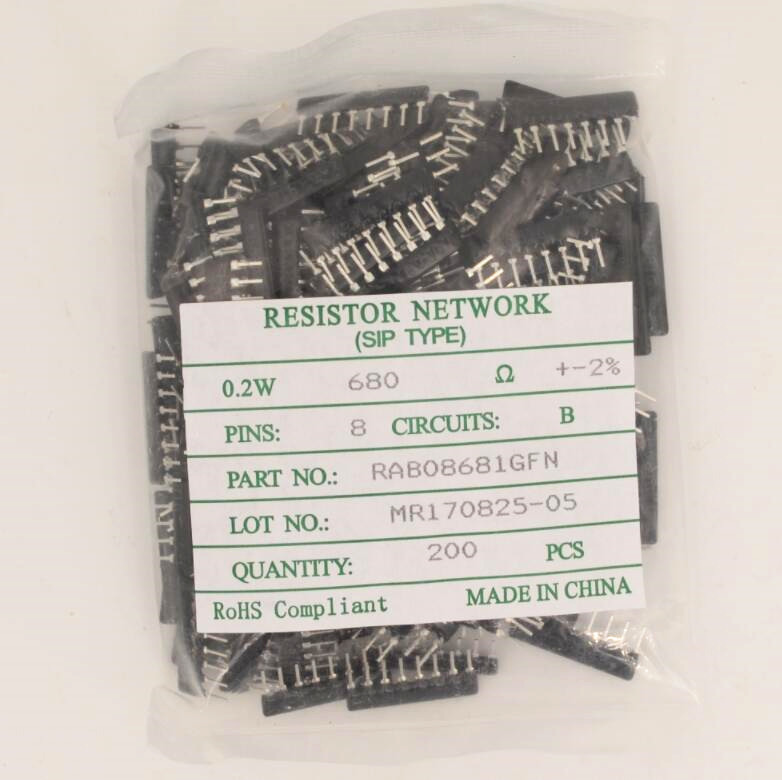 RESISTOR NETWORK
(SIP TYPE)
0.2W 680 Ω +-2%
PINS: 8 CIRCUITS: B
PART NO.: RAB08681GFN
LOT NO.: MR170825-05
QUANTITY: 200 PCS
RoHS Compliant MADE IN CHINA